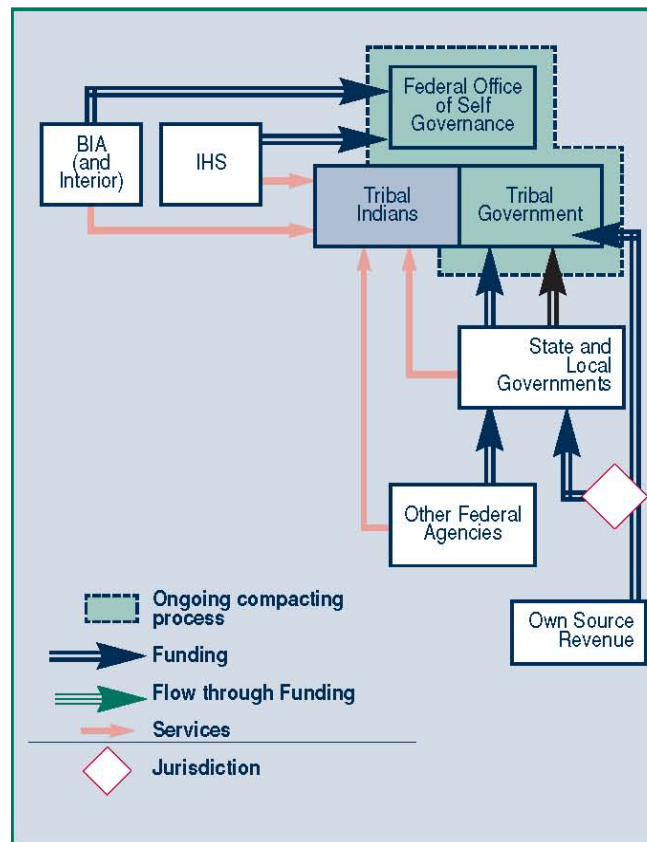 Federal Office
of Self
Governance
BIA
(and
Interior)
IHS
Tribal
Indians
Tribal
Government
State and
Local
Governments
Other Federal
Agencies
Own Source
Revenue
Ongoing compacting
process
Funding
Flow through Funding
Services
Jurisdiction